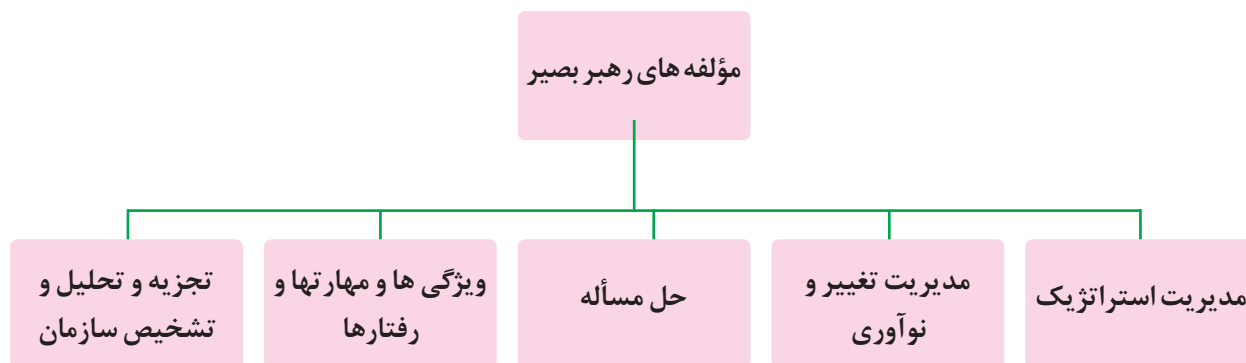 مؤلفه های رهبر بصیر
مدیریت استراتژیک
مدیریت تغییر و
نوآوری
حل مسأله
ویژگی ها و مهارتها و
رفتارها
تجزیه و تحلیل و
تشخیص سازمان